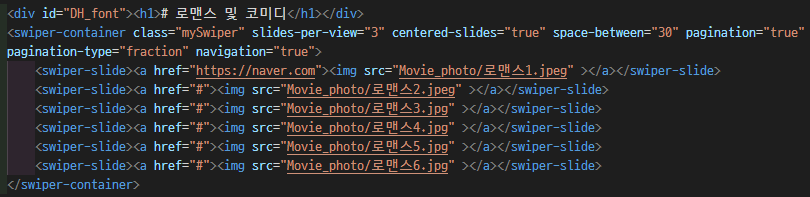 <div id="DH_font"><h1># 로맨스 및 코미디</h1></div>
<swiper-container class="mySwiper" slides-per-view="3" centered-slides="true" space-between="30" pagination="true"
pagination-type="fraction" navigation="true">
<swiper-slide><a href="https://naver.com"><img src="Movie_photo/로맨스1.jpeg" ></a></swiper-slide>
<swiper-slide><a href="#"><img src="Movie_photo/로맨스2.jpeg" ></a></swiper-slide>
<swiper-slide><a href="#"><img src="Movie_photo/로맨스3.jpg" ></a></swiper-slide>
<swiper-slide><a href="#"><img src="Movie_photo/로맨스4.jpg" ></a></swiper-slide>
<swiper-slide><a href="#"><img src="Movie_photo/로맨스5.jpg" ></a></swiper-slide>
<swiper-slide><a href="#"><img src="Movie_photo/로맨스6.jpg" ></a></swiper-slide>
</swiper-container>